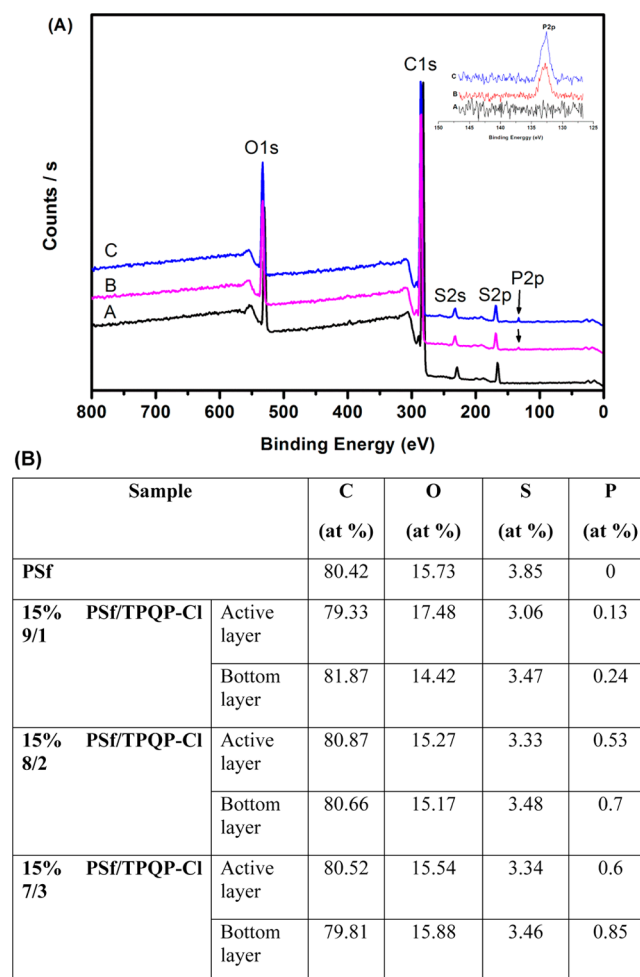 (A)
P2p
C
B
A
150 145 140 135 130 125
Binding Energgy (eV)
C1s
O1s
Counts / s
C
B
A
S2s S2p P2p
800 700 600 500 400 300 200 100 0
Binding Energy (eV)
(B)
Sample C O S P
(at %) (at %) (at %) (at %)
PSf 80.42 15.73 3.85 0
15% PSf/TPQP-Cl Active 79.33 17.48 3.06 0.13
9/1 layer
Bottom 81.87 14.42 3.47 0.24
layer
15% PSf/TPQP-Cl Active 80.87 15.27 3.33 0.53
8/2 layer
Bottom 80.66 15.17 3.48 0.7
layer
15% PSf/TPQP-Cl Active 80.52 15.54 3.34 0.6
7/3 layer
Bottom 79.81 15.88 3.46 0.85
layer